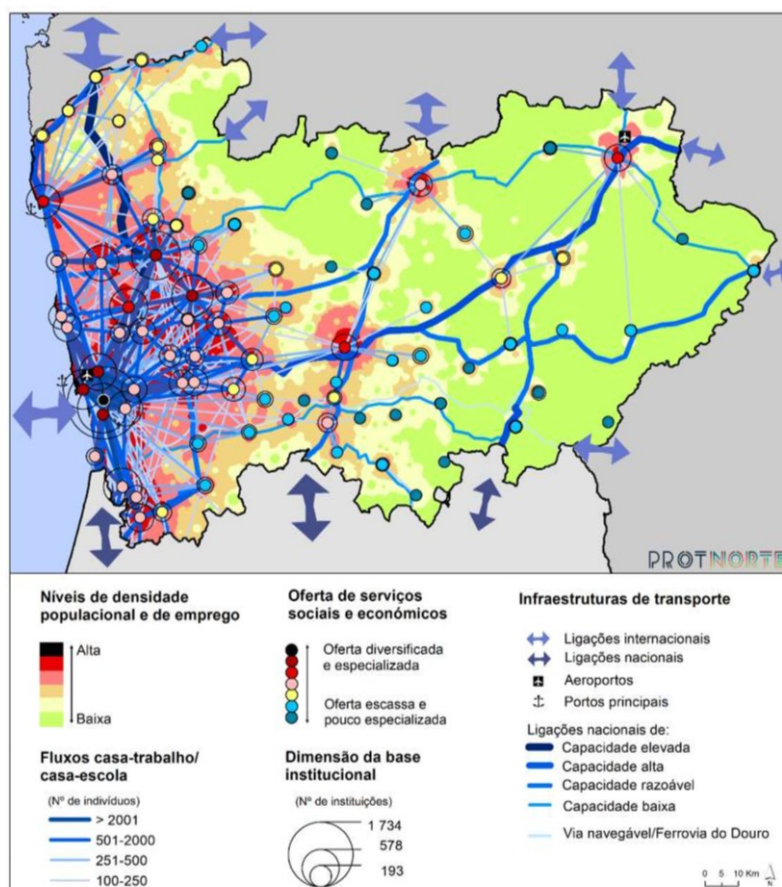 PROTNORTE
Níveis de densidade
populacional e de emprego
Alta
Baixa
Fluxos casa-trabalho/
casa-escola
(Nº de indivíduos)
> 2001
501-2000
251-500
100-250
Oferta de serviços
sociais e económicos
Oferta diversificada
e especializada
Oferta escassa e
pouco especializada
Dimensão da base
institucional
(Nº de instituições)
1 734
578
193
Infraestruturas de transporte
Ligações internacionais
Ligações nacionais
Aeroportos
Portos principais
Ligações nacionais de:
Capacidade elevada
Capacidade alta
Capacidade razoável
Capacidade baixa
Via navegável/Ferrovia do Douro
0 5 10 Km